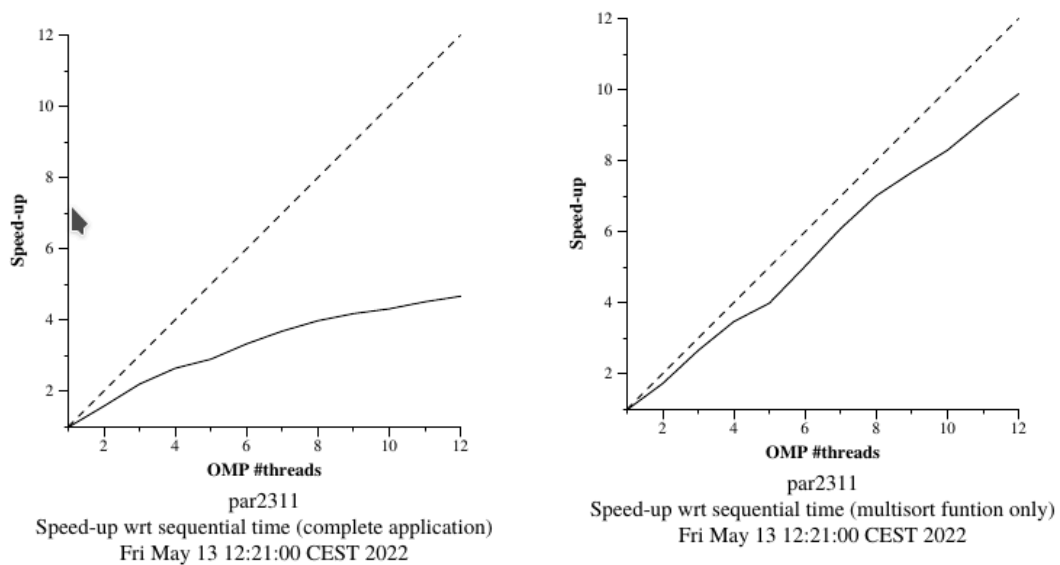 12
10
8
6
4
2
Speed-up
2 4 6 8 10 12
OMP #threads
par2311
Speed-up wrt sequential time (complete application)
Fri May 13 12:21:00 CEST 2022
12
10
8
6
4
2
Speed-up
2 4 6 8 10 12
OMP #threads
par2311
Speed-up wrt sequential time (multisort funtion only)
Fri May 13 12:21:00 CEST 2022